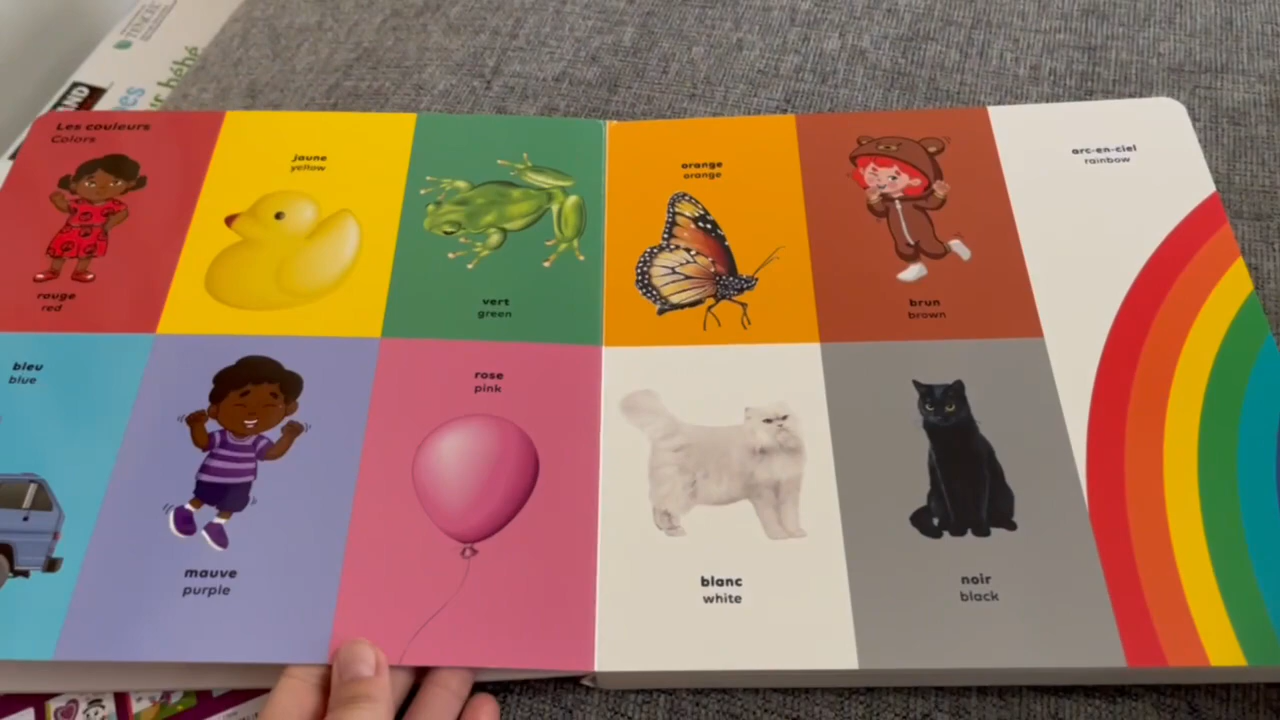 Les couleurs
Colors
rouge
red
jaune
yellow
vert
green
bleu
blue
mauve
purple
rose
pink
orange
orange
brun
brown
arc-en-ciel
rainbow
blanc
white
noir
black
bébé